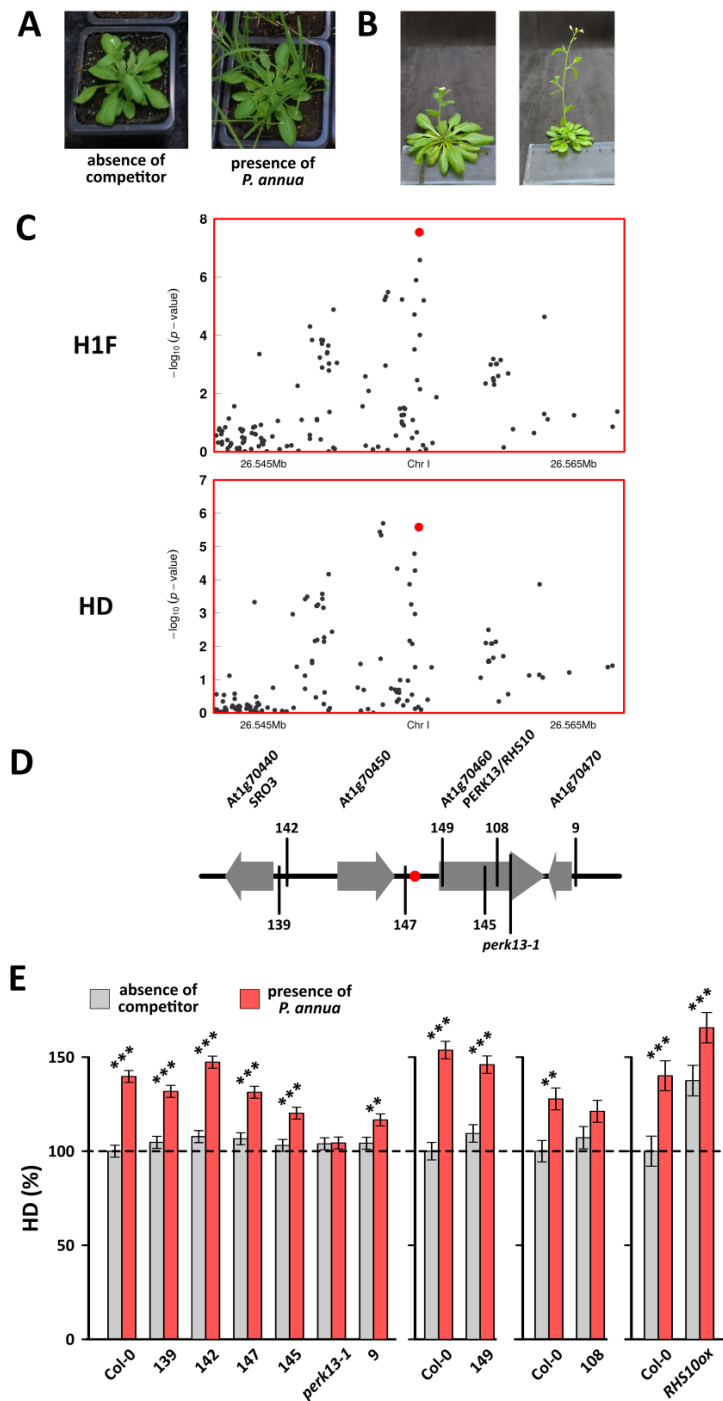 A
B
absence of
competitor
presence of
P. annua
C
H1F
8
6
4
2
0
−log10 (p − value)
26.545Mb
Chr I
26.565Mb
HD
7
6
5
4
3
2
1
0
−log10 (p − value)
26.545Mb
Chr I
26.565Mb
D
At1g70440
SRO3
At1g70450
At1g70460
PERK13/RHS10
At1g70470
142
149
108
9
139
147
145
perk13-1
E
absence of
competitor
presence of
P. annua
***
***
***
***
***
**
***
***
**
***
***
150
100
50
0
HD (%)
Col-0
139
142
147
145
perk13-1
9
Col-0
149
Col-0
108
Col-0
RHS10ox